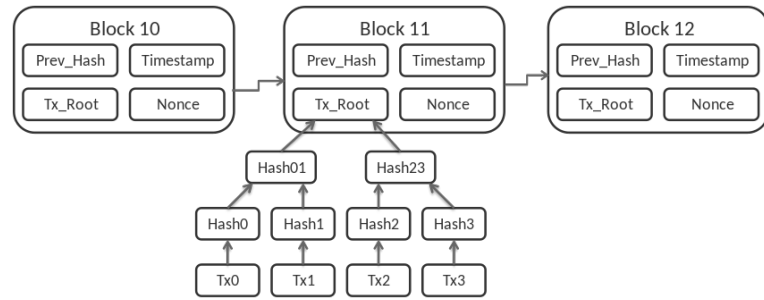 Block 10
Block 11
Block 12
Prev_Hash
Timestamp
Prev_Hash
Timestamp
Prev_Hash
Timestamp
Tx_Root
Nonce
Tx_Root
Nonce
Tx_Root
Nonce
Hash01
Hash23
Hash0
Hash1
Hash2
Hash3
Tx0
Tx1
Tx2
Tx3